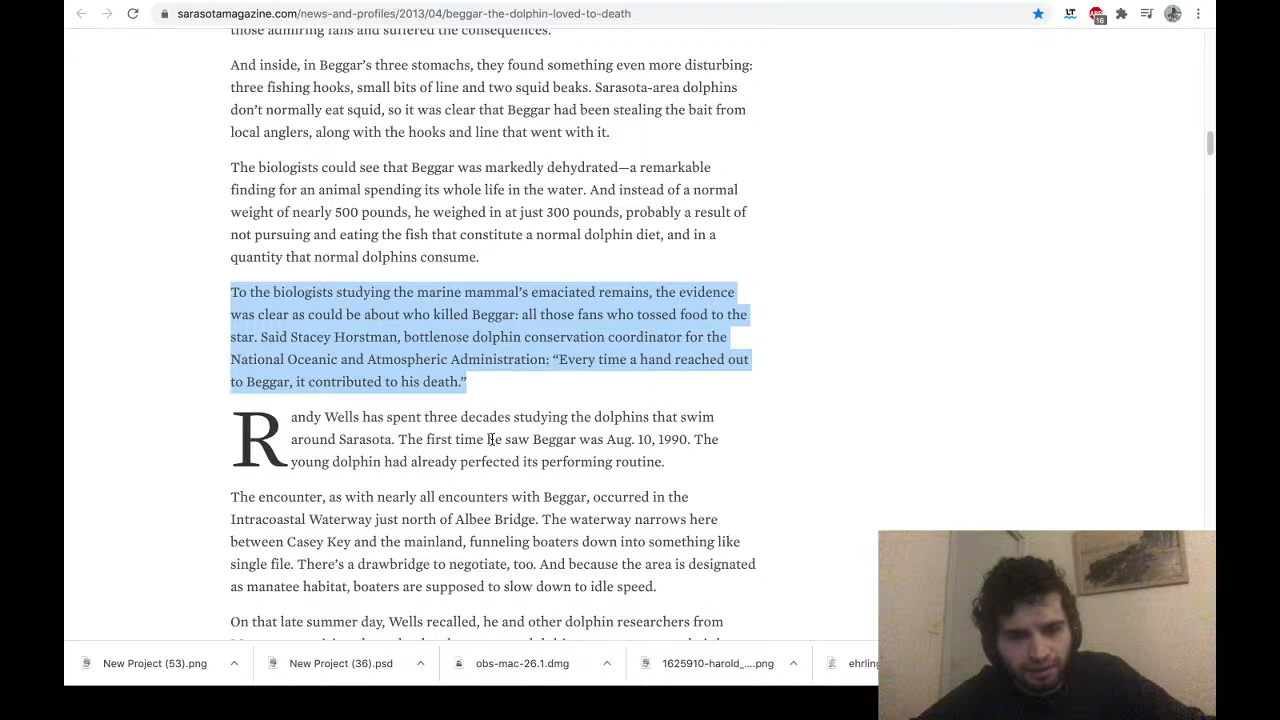 sarasotamagazine.com/news-and-profiles/2013/04/beggar-the-dolphin-loved-to-death
LT
16
those admiring fans and suffered the consequences.
And inside, in Beggar’s three stomachs, they found something even more disturbing:
three fishing hooks, small bits of line and two squid beaks. Sarasota-area dolphins
don’t normally eat squid, so it was clear that Beggar had been stealing the bait from
local anglers, along with the hooks and line that went with it.
The biologists could see that Beggar was markedly dehydrated—a remarkable
finding for an animal spending its whole life in the water. And instead of a normal
weight of nearly 500 pounds, he weighed in at just 300 pounds, probably a result of
not pursuing and eating the fish that constitute a normal dolphin diet, and in a
quantity that normal dolphins consume.
To the biologists studying the marine mammal’s emaciated remains, the evidence
was clear as could be about who killed Beggar: all those fans who tossed food to the
star. Said Stacey Horstman, bottlenose dolphin conservation coordinator for the
National Oceanic and Atmospheric Administration: “Every time a hand reached out
to Beggar, it contributed to his death.”
Randy Wells has spent three decades studying the dolphins that swim
around Sarasota. The first time he saw Beggar was Aug. 10, 1990. The
young dolphin had already perfected its performing routine.
The encounter, as with nearly all encounters with Beggar, occurred in the
Intracoastal Waterway just north of Albee Bridge. The waterway narrows here
between Casey Key and the mainland, funneling boaters down into something like
single file. There’s a drawbridge to negotiate, too. And because the area is designated
as manatee habitat, boaters are supposed to slow down to idle speed.
On that late summer day, Wells recalled, he and other dolphin researchers from
New Project (53).png
New Project (36).psd
obs-mac-26.1.dmg
1625910-harold_....png
ehrling